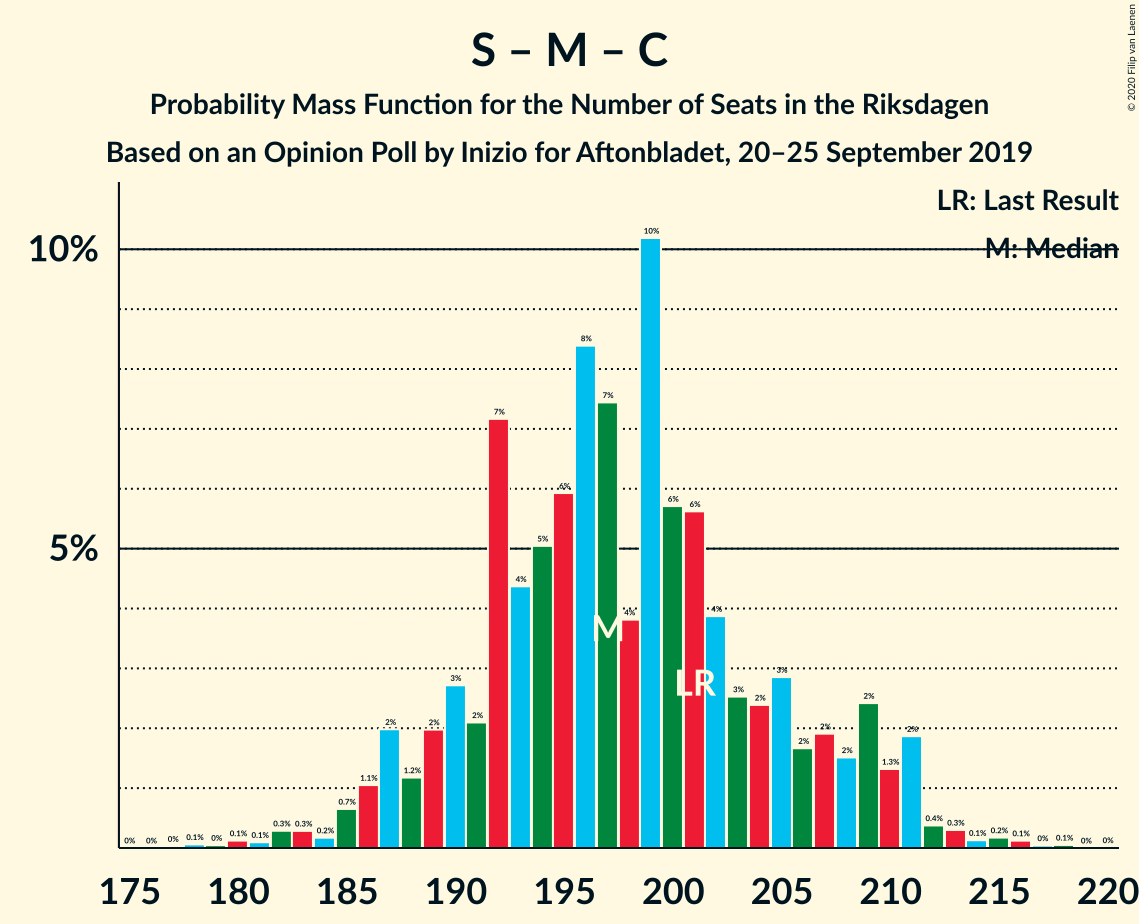 S – M – C
Probability Mass Function for the Number of Seats in the Riksdagen
Based on an Opinion Poll by Inizio for Aftonbladet, 20–25 September 2019
© 2020 Filip van Laenen
LR: Last Result
M: Median
10%
5%
0% 0% 0% 0.1% 0% 0.1% 0.1% 0.3% 0.3% 0.2% 0.7% 1.1% 2% 1.2% 2% 3% 2% 7% 4% 5% 6% 8% 7% 4% 10% 6% 6% 4% 3% 2% 3% 2% 2% 2% 2% 1.3% 2% 0.4% 0.3% 0.1% 0.2% 0.1% 0% 0.1% 0% 0%
M
LR
175 180 185 190 195 200 205 210 215 220